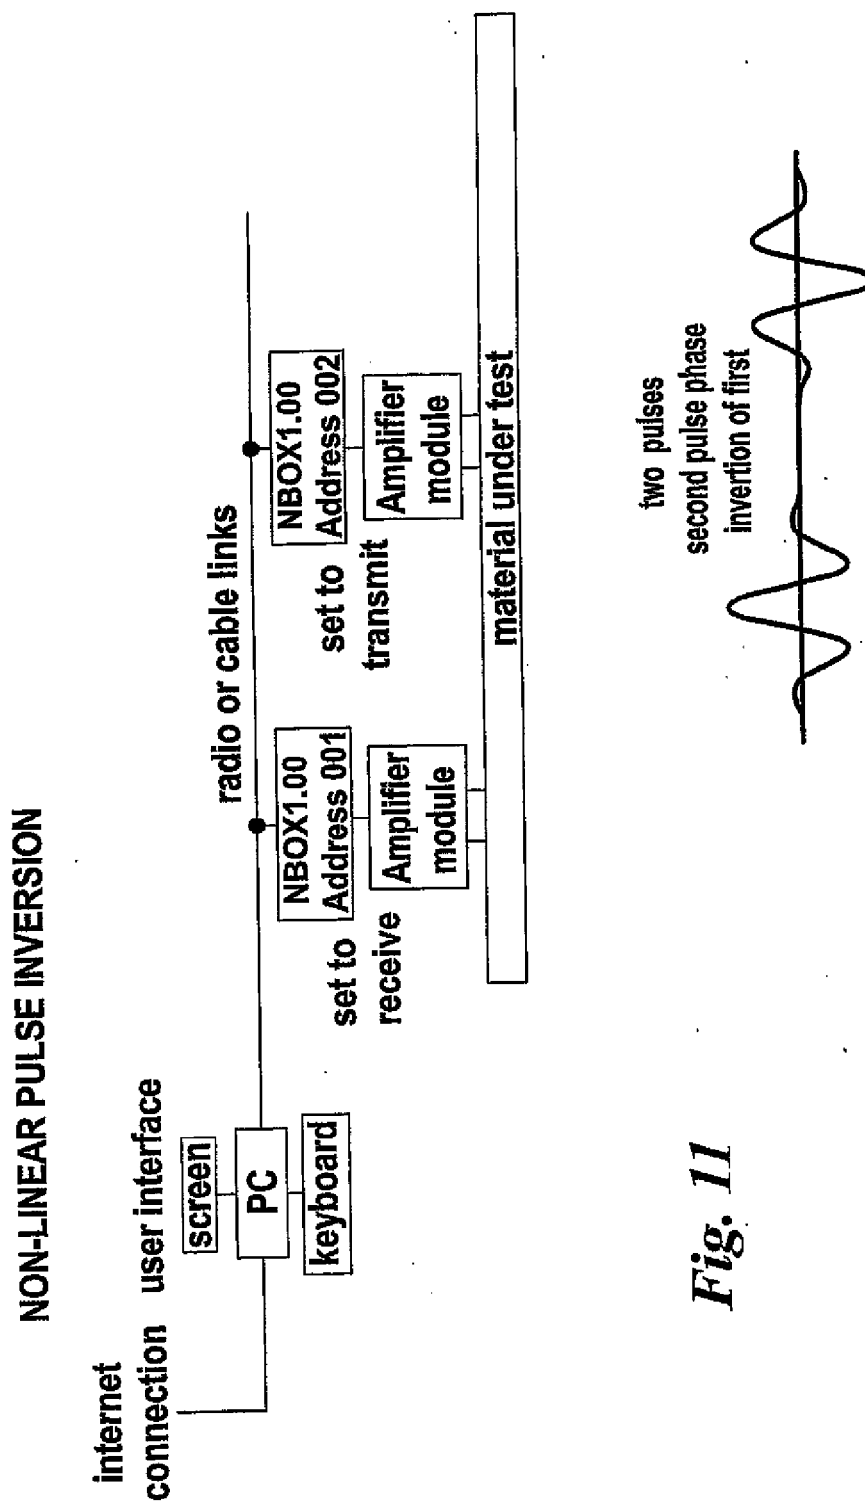 NON-LINEAR PULSE INVERSION
internet
connection
user interface
screen
PC
keyboard
radio or cable links
NBOX1.00
Address 001
set to
receive
Amplifier
module
NBOX1.00
Address 002
set to
transmit
Amplifier
module
material under test
two pulses
second pulse phase
invertion of first
Fig. 11